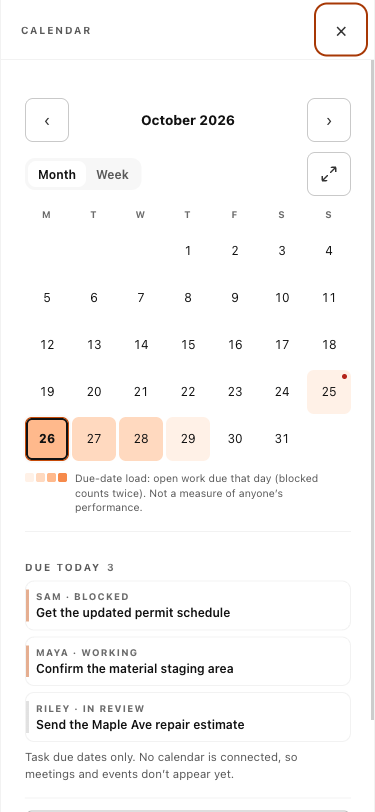 CALENDAR
×
‹ October 2026 ›
Month Week
M T W T F S S
1 2 3 4
5 6 7 8 9 10 11
12 13 14 15 16 17 18
19 20 21 22 23 24 25
26 27 28 29 30 31
Due-date load: open work due that day (blocked
counts twice). Not a measure of anyone’s
performance.
DUE TODAY 3
SAM · BLOCKED
Get the updated permit schedule
MAYA · WORKING
Confirm the material staging area
RILEY · IN REVIEW
Send the Maple Ave repair estimate
Task due dates only. No calendar is connected, so
meetings and events don’t appear yet.